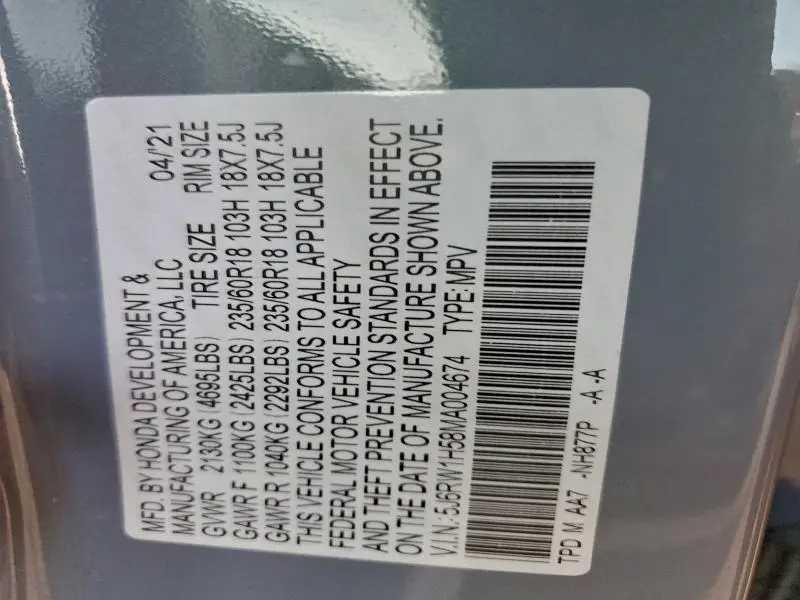 MFD. BY HONDA DEVELOPMENT &
MANUFACTURING OF AMERICA, LLC 04/'21
GVWR 2130KG (4695LBS) TIRE SIZE RIM SIZE
GAWR F 1100KG (2425LBS) 235/60R18 103H 18X7.5J
GAWR R 1040KG (2292LBS) 235/60R18 103H 18X7.5J
THIS VEHICLE CONFORMS TO ALL APPLICABLE
FEDERAL MOTOR VEHICLE SAFETY
AND THEFT PREVENTION STANDARDS IN EFFECT
ON THE DATE OF MANUFACTURE SHOWN ABOVE.
V.I.N.: 5J6RW1H58MA004674 TYPE: MPV
TPD M AA7 -NH877P -A -A